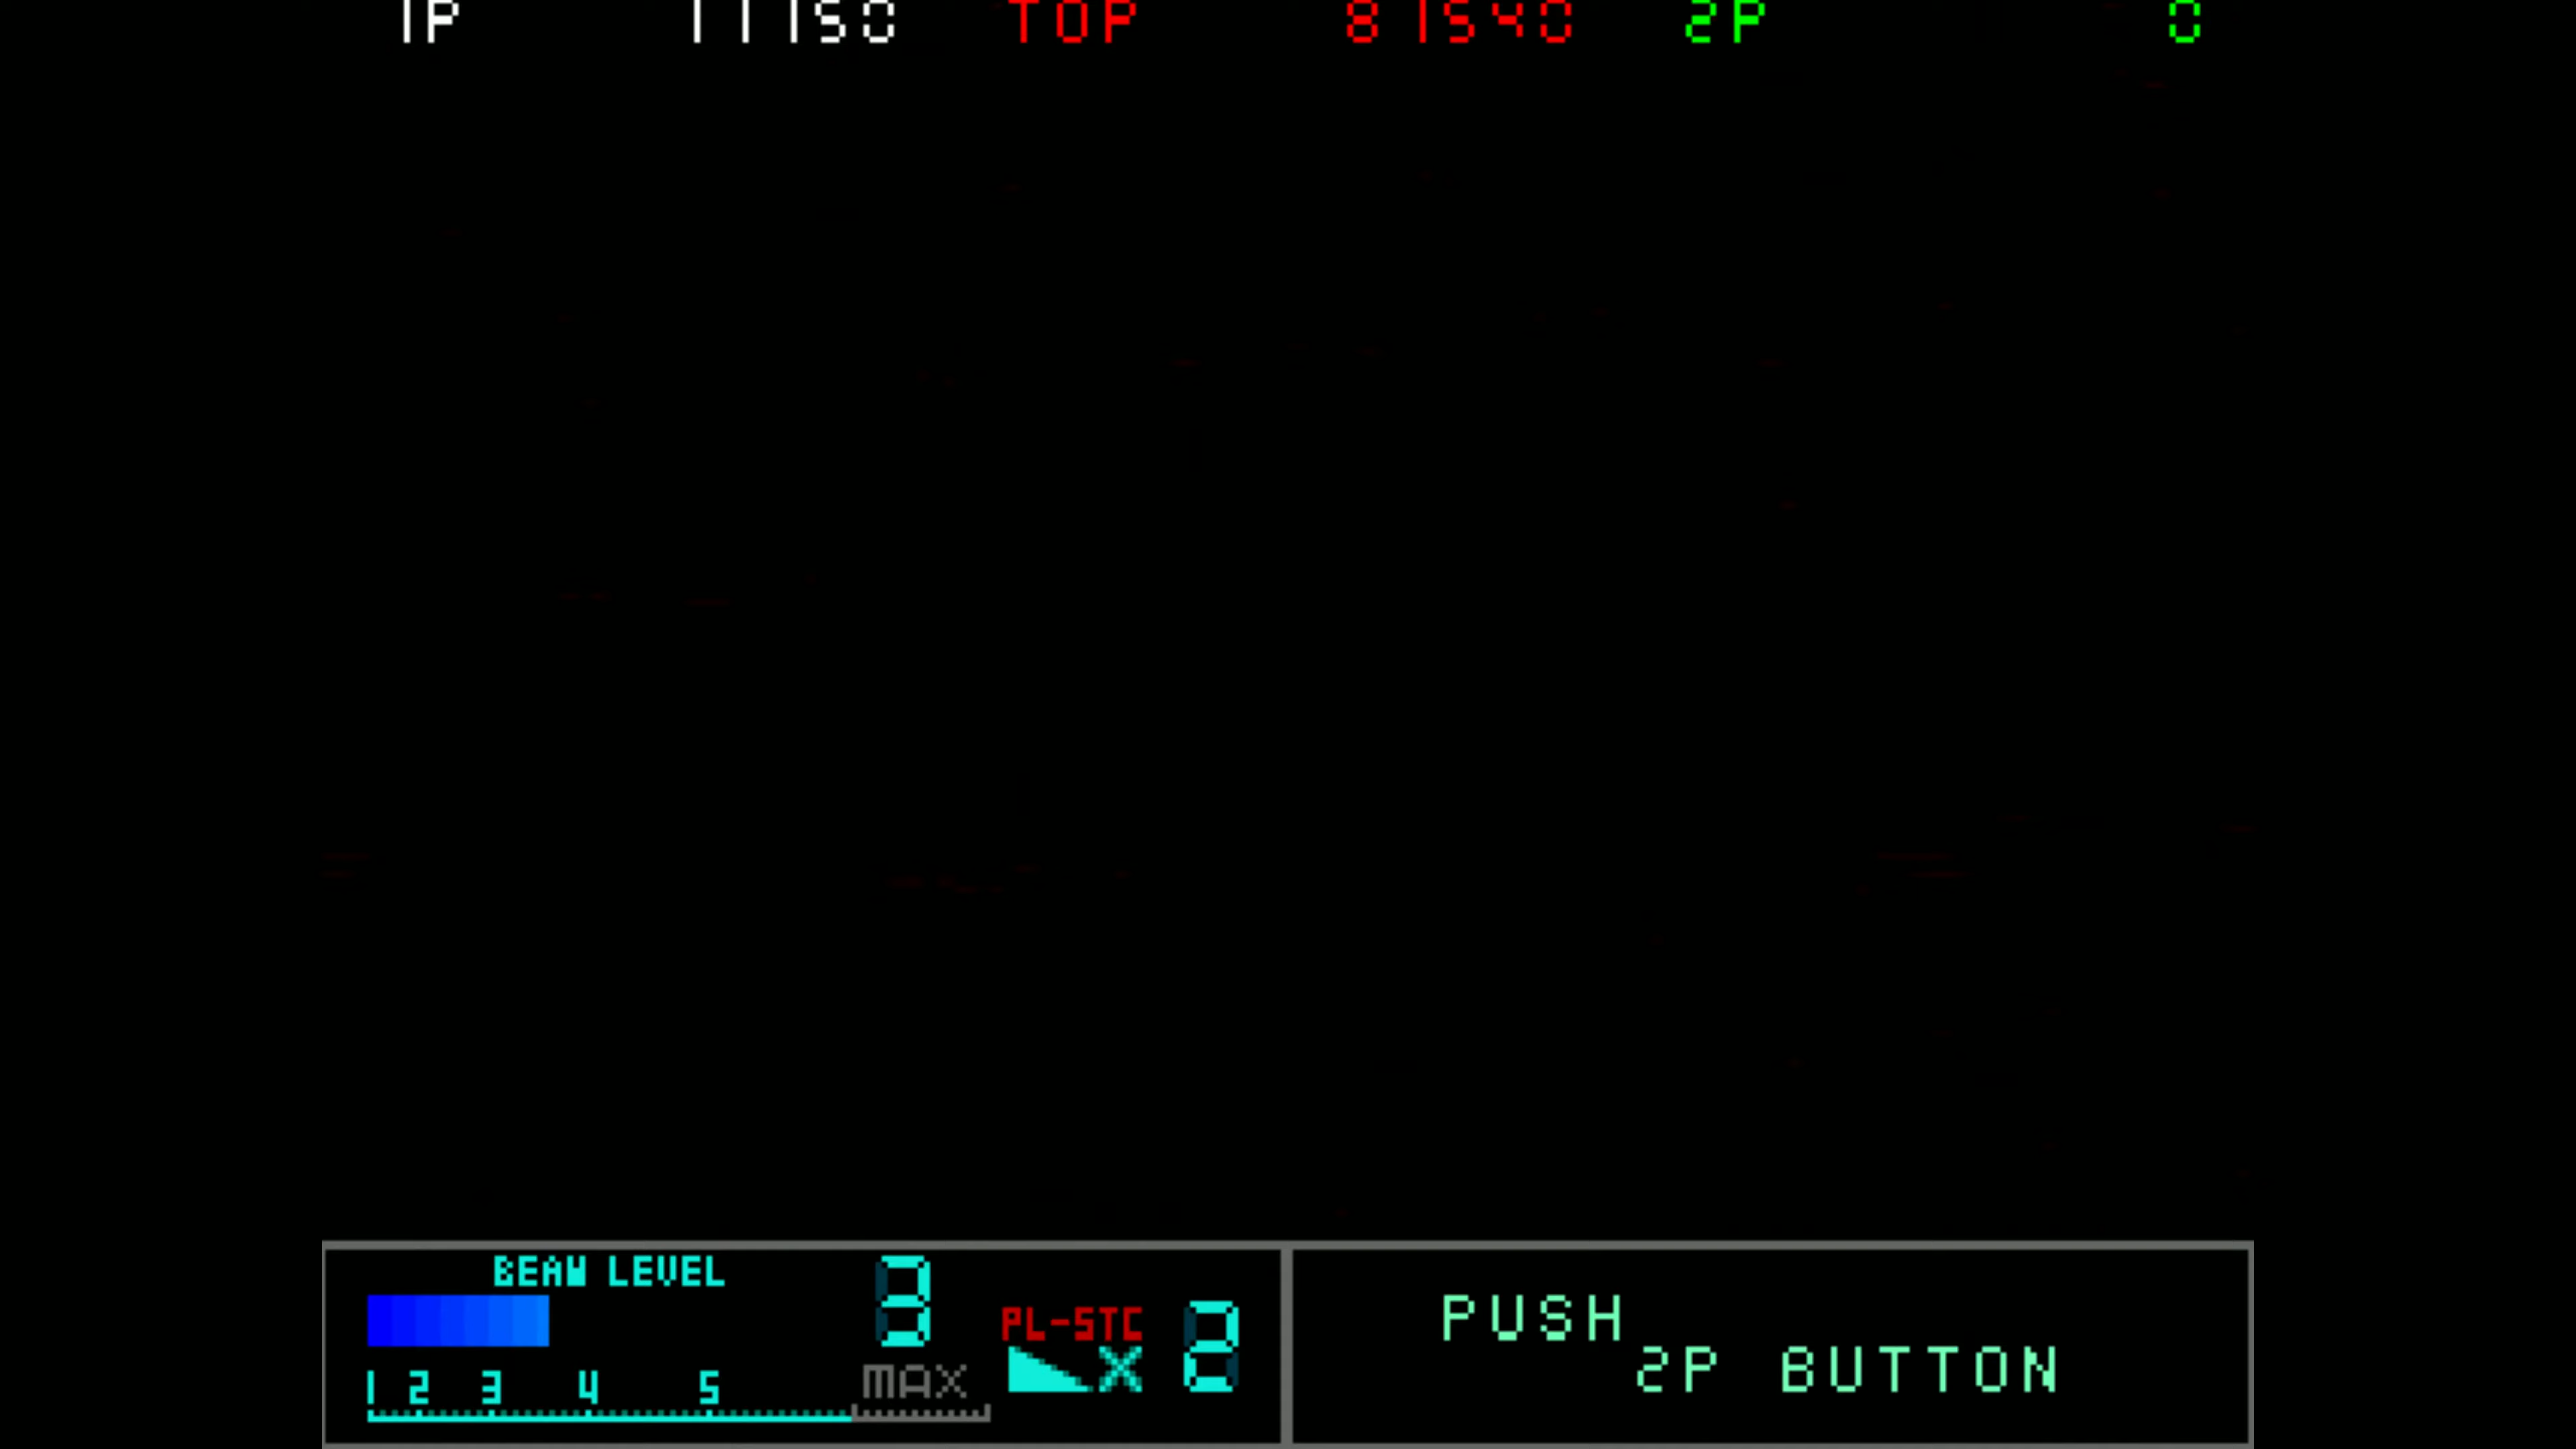 1P 11150 TOP 81540 2P 0
BEAM LEVEL 3
PL-STC
x 2
1 2 3 4 5 MAX
PUSH
2P BUTTON